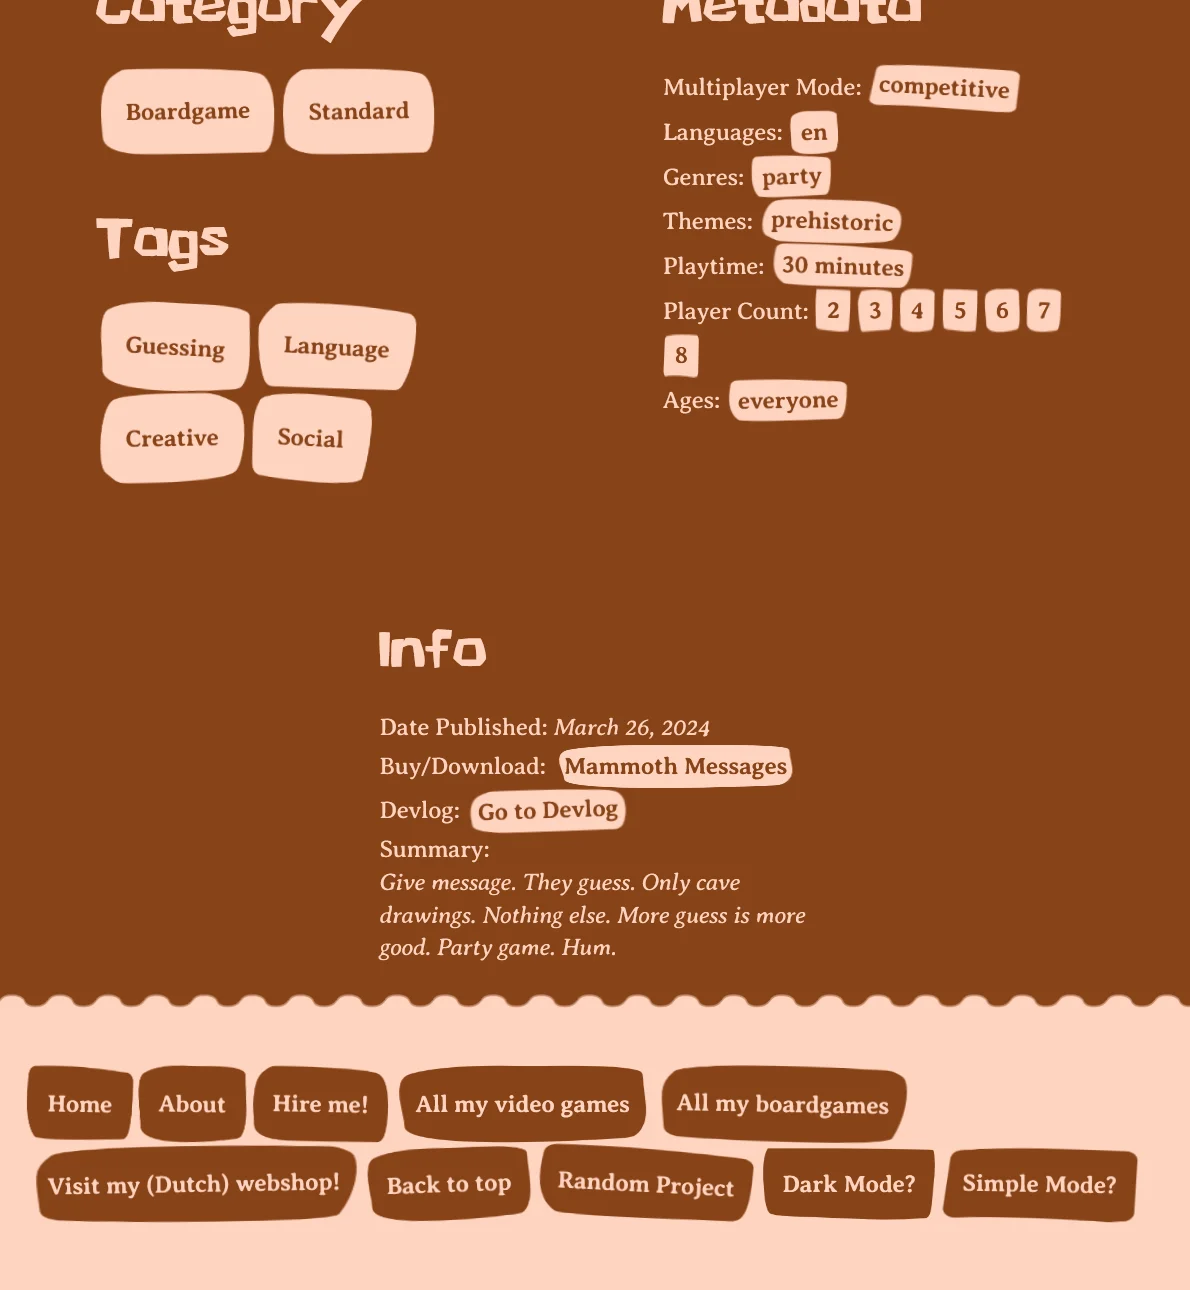 Category
Boardgame Standard
Tags
Guessing Language
Creative Social
Metadata
Multiplayer Mode: competitive
Languages: en
Genres: party
Themes: prehistoric
Playtime: 30 minutes
Player Count: 2 3 4 5 6 7
8
Ages: everyone
Info
Date Published: March 26, 2024
Buy/Download: Mammoth Messages
Devlog: Go to Devlog
Summary:
Give message. They guess. Only cave
drawings. Nothing else. More guess is more
good. Party game. Hum.
Home About Hire me! All my video games All my boardgames
Visit my (Dutch) webshop! Back to top Random Project Dark Mode? Simple Mode?